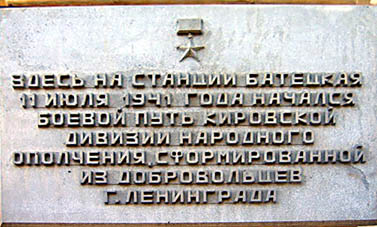 ЗДЕСЬ НА СТАНЦИИ БАТЕЦКАЯ
11 ИЮЛЯ 1941 ГОДА НАЧАЛСЯ
БОЕВОЙ ПУТЬ КИРОВСКОЙ
ДИВИЗИИ НАРОДНОГО
ОПОЛЧЕНИЯ, СФОРМИРОВАННОЙ
ИЗ ДОБРОВОЛЬЦЕВ
Г. ЛЕНИНГРАДА